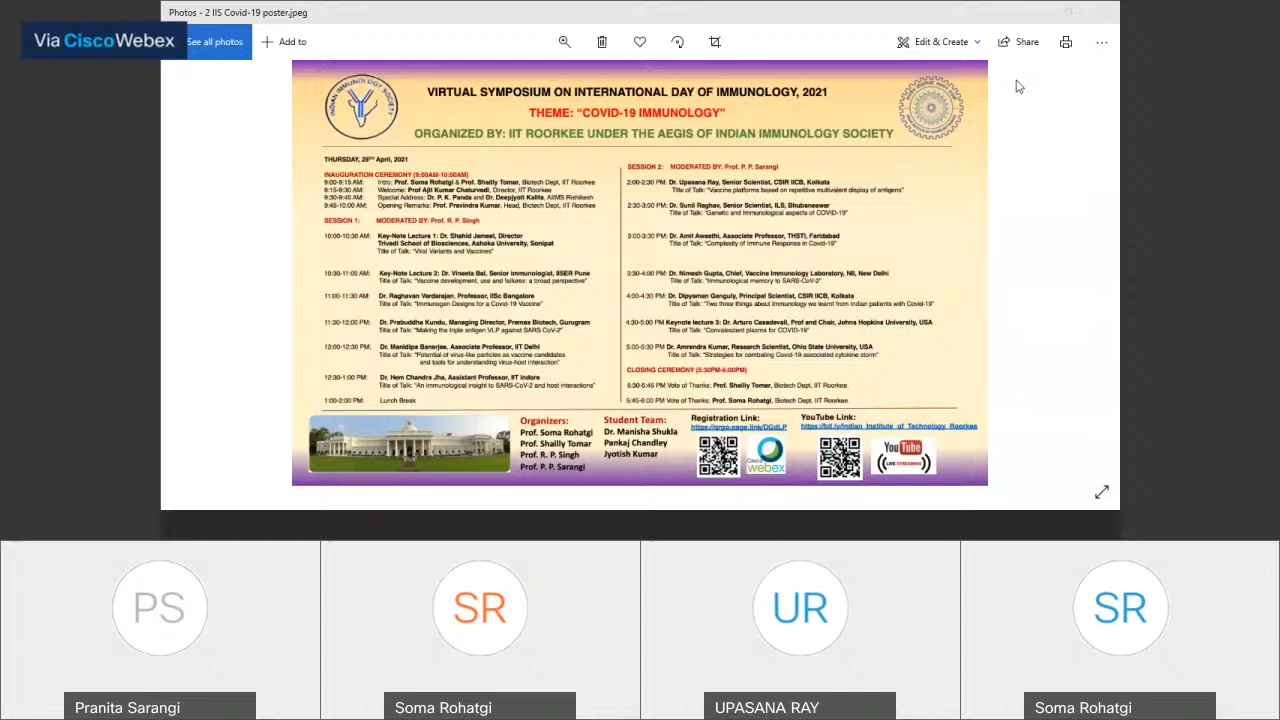 Photos - 2 IIS Covid-19 poster.jpeg
Via Cisco Webex
See all photos
Add to
Edit & Create
Share
INDIAN IMMUNOLOGY SOCIETY
VIRTUAL SYMPOSIUM ON INTERNATIONAL DAY OF IMMUNOLOGY, 2021
THEME: “COVID-19 IMMUNOLOGY”
ORGANIZED BY: IIT ROORKEE UNDER THE AEGIS OF INDIAN IMMUNOLOGY SOCIETY
THURSDAY, 29TH APRIL, 2021
INAUGURATION CEREMONY (9:00AM-10:00AM)
9:00-9:15 AM: Intro: Prof. Soma Rohatgi & Prof. Shailly Tomar, Biotech Dept, IIT Roorkee
9:15-9:30 AM: Welcome: Prof Ajit Kumar Chaturvedi, Director, IIT Roorkee
9:30-9:45 AM: Special Address: Dr. P. K. Panda and Dr. Deepjyoti Kalita, AIIMS Rishikesh
9:45-10:00 AM: Opening Remarks: Prof. Pravindra Kumar, Head, Biotech Dept, IIT Roorkee
SESSION 1: MODERATED BY: Prof. R. P. Singh
10:00-10:30 AM: Key-Note Lecture 1: Dr. Shahid Jameel, Director
Trivedi School of Biosciences, Ashoka University, Sonipat
Title of Talk: “Viral Variants and Vaccines”
10:30-11:00 AM: Key-Note Lecture 2: Dr. Vineeta Bal, Senior immunologist, IISER Pune
Title of Talk: “Vaccine development, use and failures: a broad perspective”
11:00-11:30 AM: Dr. Raghavan Vardarajan, Professor, IISc Bangalore
Title of Talk: “Immunogen Designs for a Covid-19 Vaccine”
11:30-12:00 PM: Dr. Prabuddha Kundu, Managing Director, Premas Biotech, Gurugram
Title of Talk: “Making the triple antigen VLP against SARS CoV-2”
12:00-12:30 PM: Dr. Manidipa Banerjee, Associate Professor, IIT Delhi
Title of Talk: “Potential of virus-like particles as vaccine candidates
and tools for understanding virus-host interaction”
12:30-1:00 PM: Dr. Hem Chandra Jha, Assistant Professor, IIT Indore
Title of Talk: “An immunological insight to SARS-CoV-2 and host interactions”
1:00-2:00 PM: Lunch Break
SESSION 2: MODERATED BY: Prof. P. P. Sarangi
2:00-2:30 PM: Dr. Upasana Ray, Senior Scientist, CSIR IICB, Kolkata
Title of Talk: “Vaccine platforms based on repetitive multivalent display of antigens”
2:30-3:00 PM: Dr. Sunil Raghav, Senior Scientist, ILS, Bhubaneswar
Title of Talk: “Genetic and Immunological aspects of COVID-19”
3:00-3:30 PM: Dr. Amit Awasthi, Associate Professor, THSTI, Faridabad
Title of Talk: “Complexity of Immune Response in Covid-19”
3:30-4:00 PM: Dr. Nimesh Gupta, Chief, Vaccine Immunology Laboratory, NII, New Delhi
Title of Talk: “Immunological memory to SARS-CoV-2”
4:00-4:30 PM: Dr. Dipyaman Ganguly, Principal Scientist, CSIR IICB, Kolkata
Title of Talk: “Two three things about Immunology we learnt from Indian patients with Covid-19”
4:30-5:00 PM Keynote lecture 3: Dr. Arturo Casadevall, Prof and Chair, Johns Hopkins University, USA
Title of Talk: “Convalescent plasma for COVID-19”
5:00-5:30 PM Dr. Amrendra Kumar, Research Scientist, Ohio State University, USA
Title of Talk: “Strategies for combating Covid-19 associated cytokine storm”
CLOSING CEREMONY (5:30PM-6:00PM)
5:30-5:45 PM Vote of Thanks: Prof. Shailly Tomar, Biotech Dept, IIT Roorkee.
5:45-6:00 PM Vote of Thanks: Prof. Soma Rohatgi, Biotech Dept, IIT Roorkee.
Organizers:
Prof. Soma Rohatgi
Prof. Shailly Tomar
Prof. R. P. Singh
Prof. P. P. Sarangi
Student Team:
Dr. Manisha Shukla
Pankaj Chandley
Jyotish Kumar
Registration Link:
https://qrgo.page.link/DGdLP
Cisco
webex
YouTube Link:
https://bit.ly/Indian_Institute_of_Technology_Roorkee
YouTube
LIVE STREAMING
PS
SR
UR
SR
Pranita Sarangi
Soma Rohatgi
UPASANA RAY
Soma Rohatgi